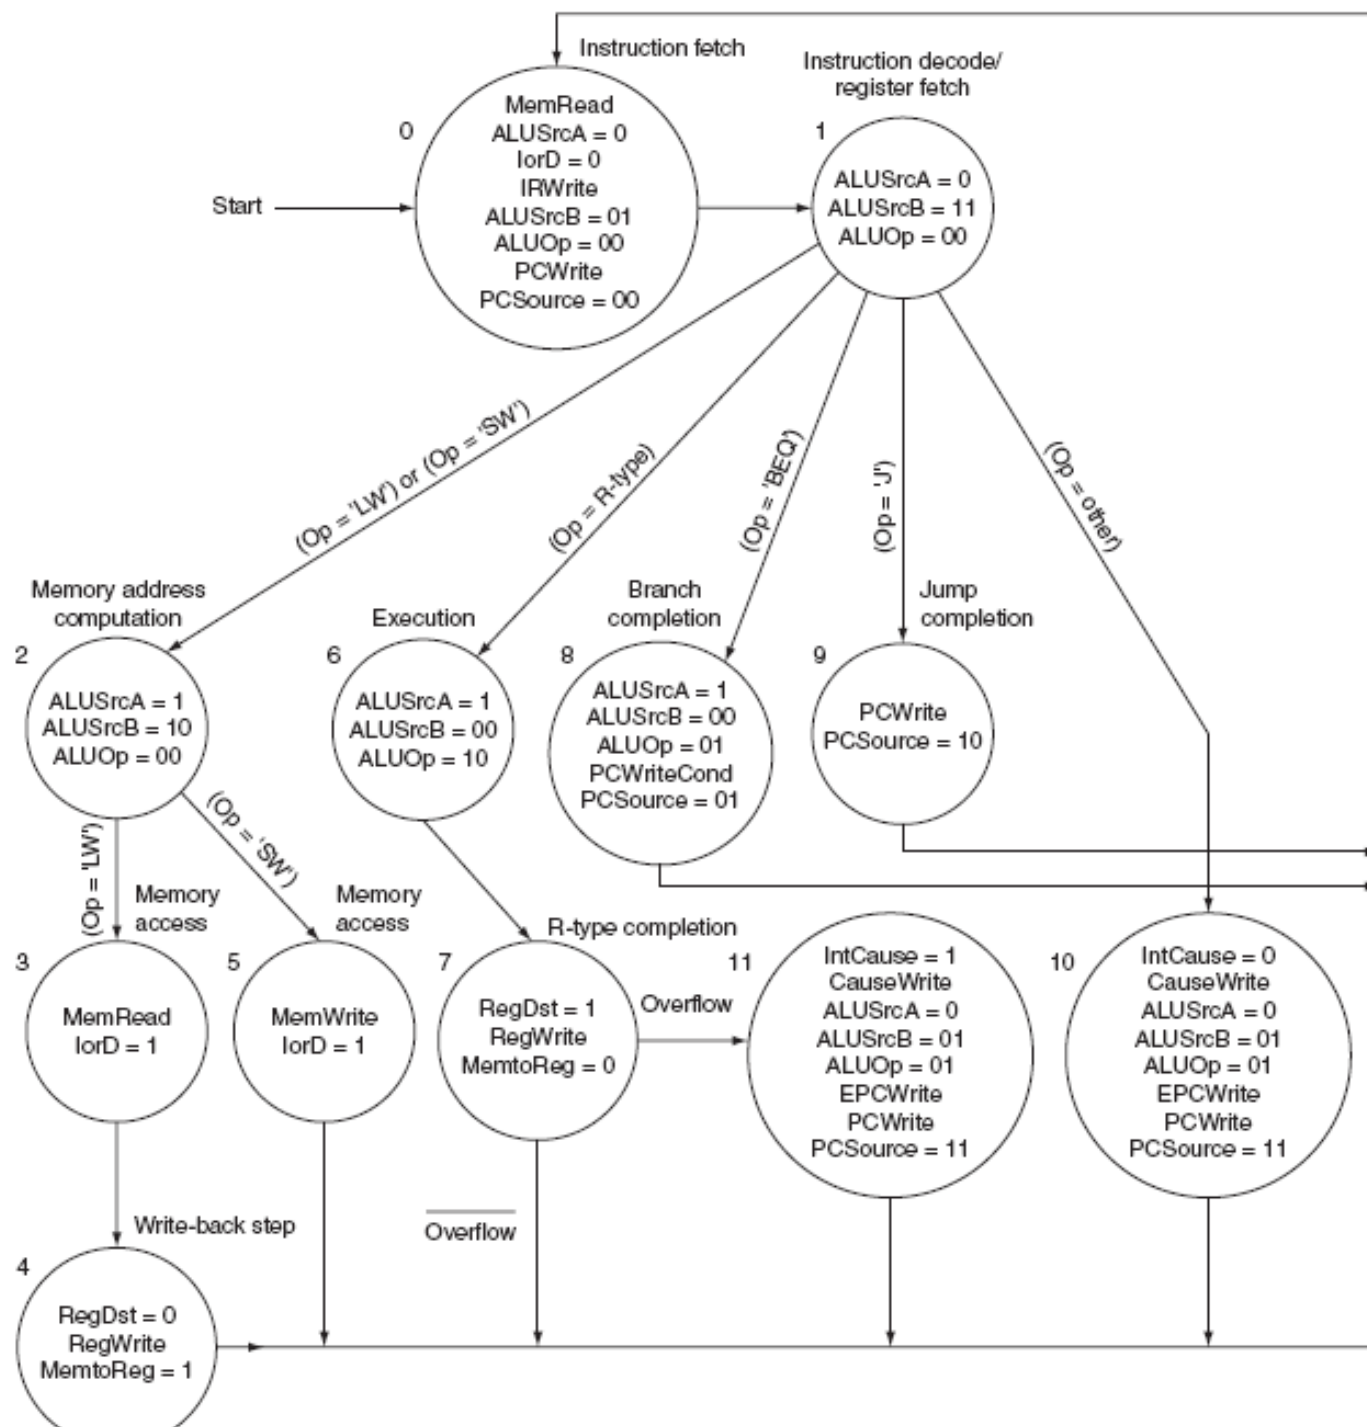 Instruction fetch
Instruction decode/
register fetch
0
MemRead
ALUSrcA = 0
IorD = 0
IRWrite
ALUSrcB = 01
ALUOp = 00
PCWrite
PCSource = 00
Start
1
ALUSrcA = 0
ALUSrcB = 11
ALUOp = 00
(Op = 'LW') or (Op = 'SW')
(Op = R-type)
(Op = 'BEQ')
(Op = 'J')
(Op = other)
Memory address
computation
2
ALUSrcA = 1
ALUSrcB = 10
ALUOp = 00
Execution
6
ALUSrcA = 1
ALUSrcB = 00
ALUOp = 10
Branch
completion
8
ALUSrcA = 1
ALUSrcB = 00
ALUOp = 01
PCWriteCond
PCSource = 01
Jump
completion
9
PCWrite
PCSource = 10
(Op = 'LW')
(Op = 'SW')
Memory
access
3
MemRead
IorD = 1
Memory
access
5
MemWrite
IorD = 1
R-type completion
7
RegDst = 1
RegWrite
MemtoReg = 0
Overflow
Overflow
11
IntCause = 1
CauseWrite
ALUSrcA = 0
ALUSrcB = 01
ALUOp = 01
EPCWrite
PCWrite
PCSource = 11
10
IntCause = 0
CauseWrite
ALUSrcA = 0
ALUSrcB = 01
ALUOp = 01
EPCWrite
PCWrite
PCSource = 11
Write-back step
4
RegDst = 0
RegWrite
MemtoReg = 1